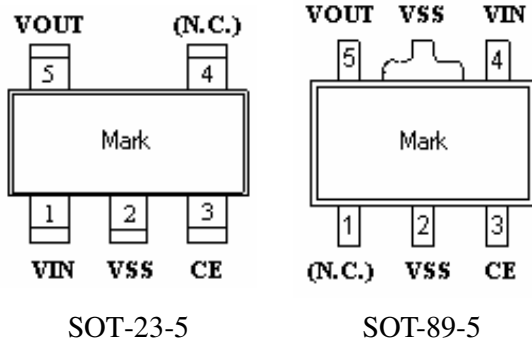 VOUT (N.C.) VSS VIN
5 4 5 4
Mark Mark
1 2 3 1 2 3
VIN VSS CE (N.C.) VSS CE
SOT-23-5 SOT-89-5